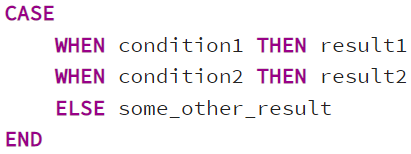 CASE
    WHEN condition1 THEN result1
    WHEN condition2 THEN result2
    ELSE some_other_result
END